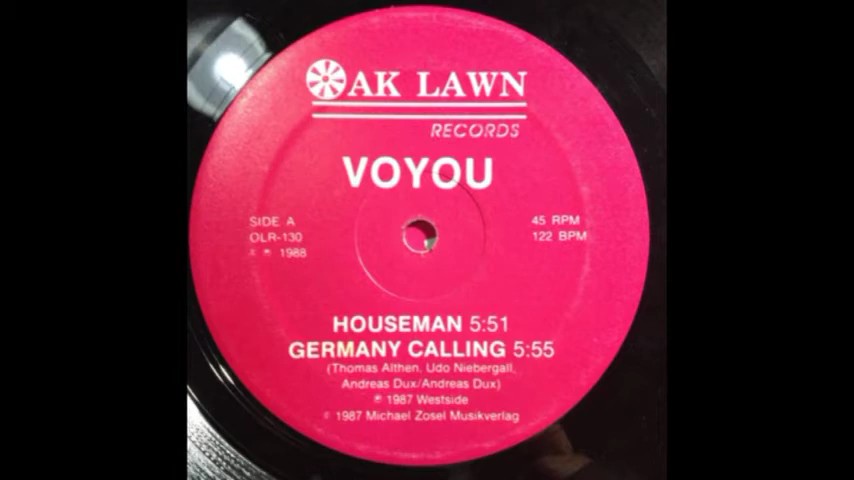 OAK LAWN
RECORDS
VOYOU
SIDE A
OLR-130
℗ 1988
45 RPM
122 BPM
HOUSEMAN 5:51
GERMANY CALLING 5:55
(Thomas Althen, Udo Niebergall,
Andreas Dux/Andreas Dux)
℗ 1987 Westside
© 1987 Michael Zosel Musikverlag